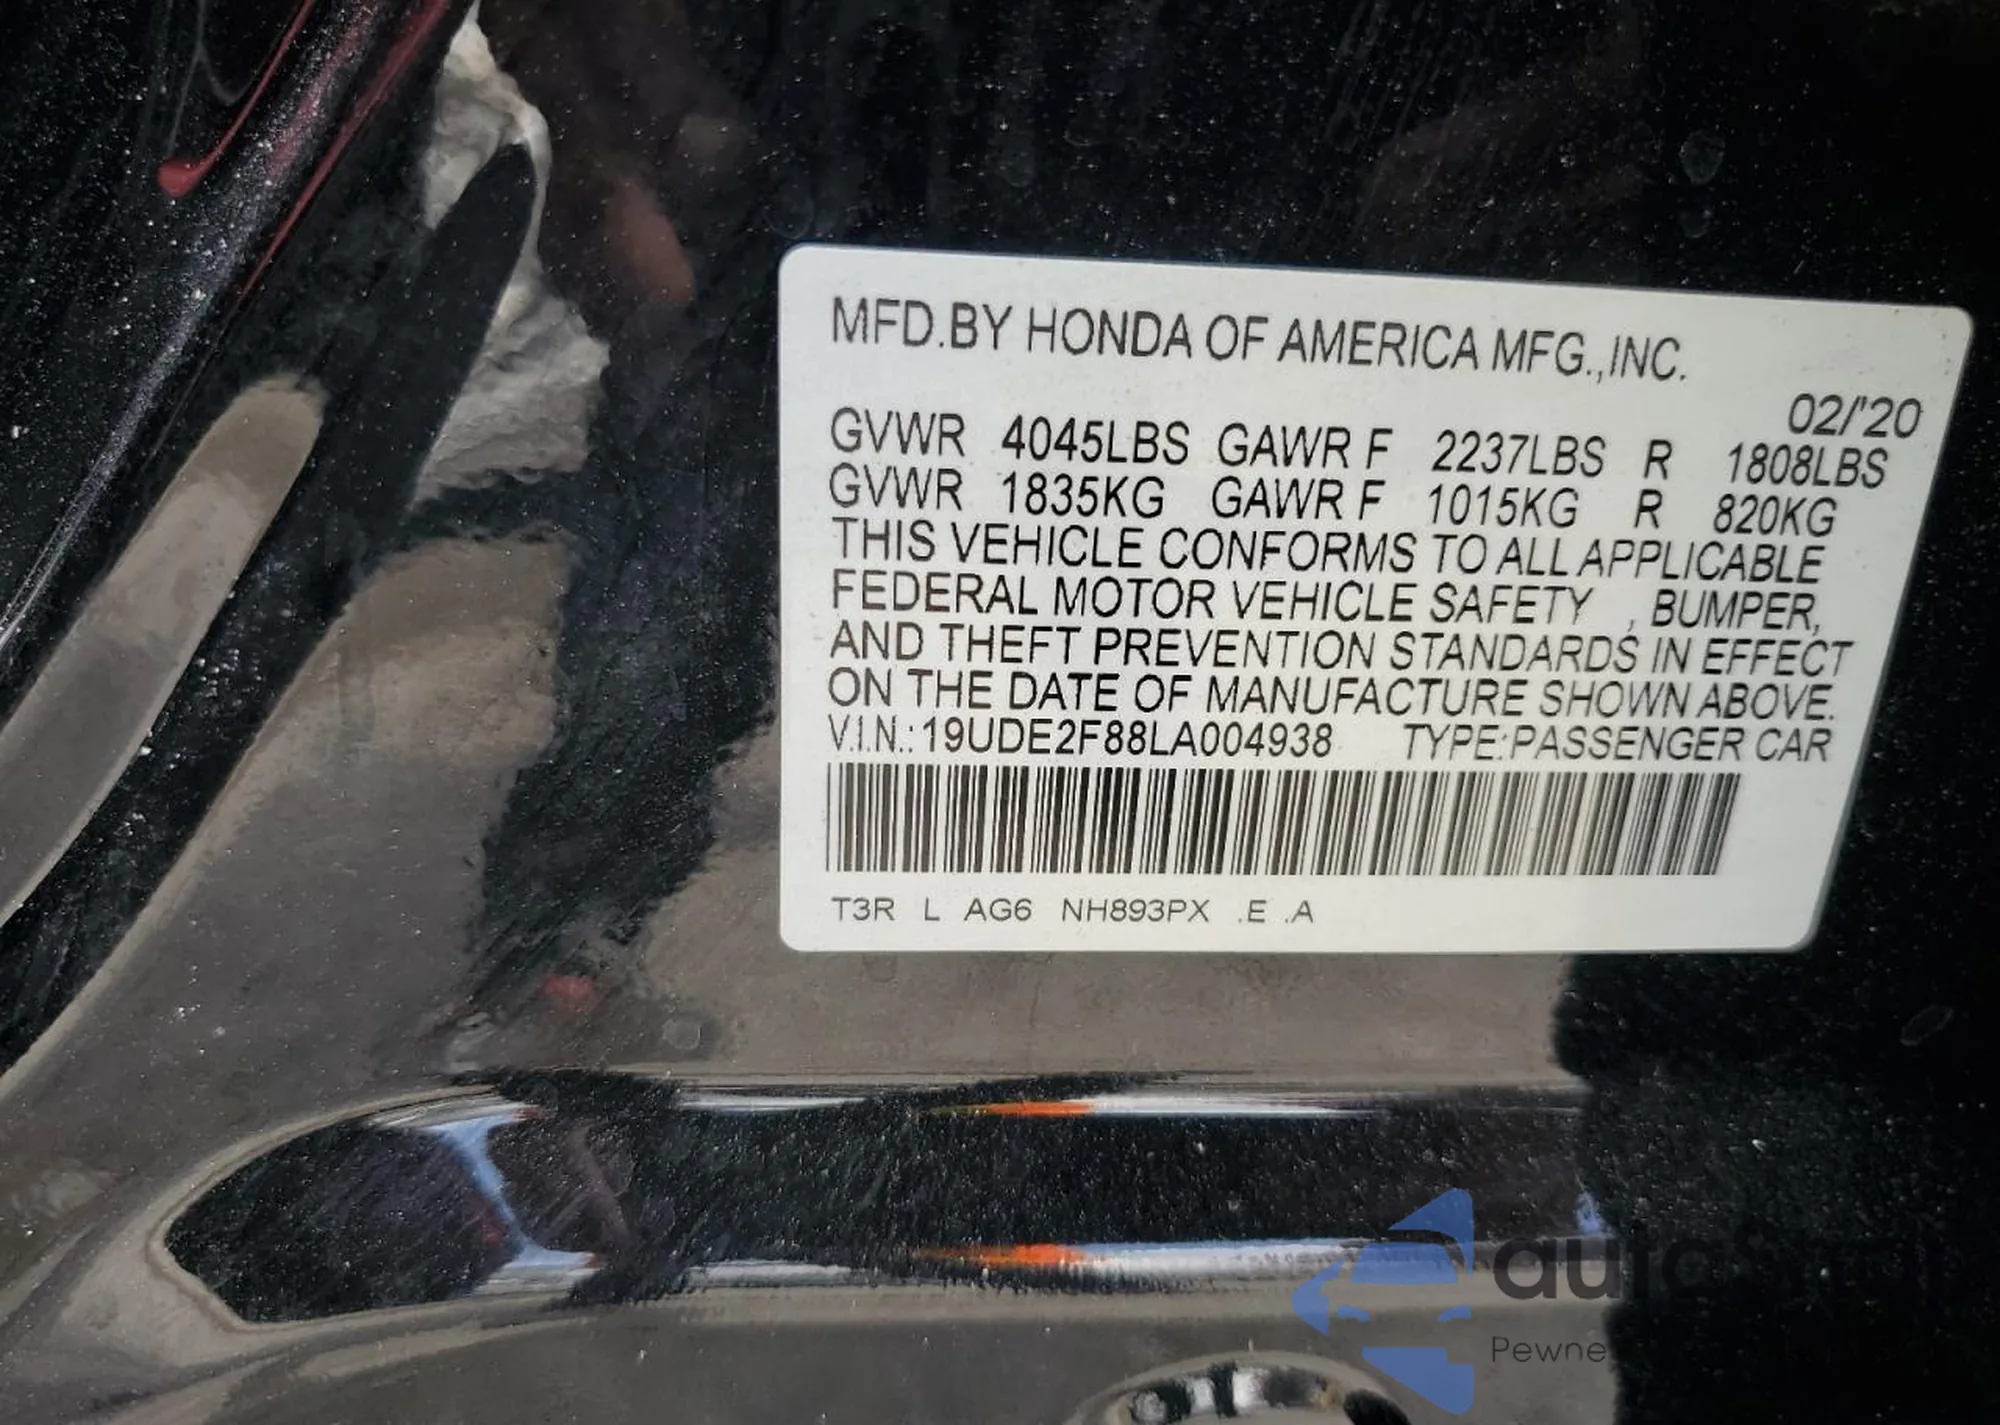 MFD.BY HONDA OF AMERICA MFG.,INC.
02/'20
GVWR 4045LBS GAWR F 2237LBS R 1808LBS
GVWR 1835KG GAWR F 1015KG R 820KG
THIS VEHICLE CONFORMS TO ALL APPLICABLE
FEDERAL MOTOR VEHICLE SAFETY , BUMPER,
AND THEFT PREVENTION STANDARDS IN EFFECT
ON THE DATE OF MANUFACTURE SHOWN ABOVE.
V.I.N.:19UDE2F88LA004938 TYPE:PASSENGER CAR
T3R L AG6 NH893PX .E .A
Pewne